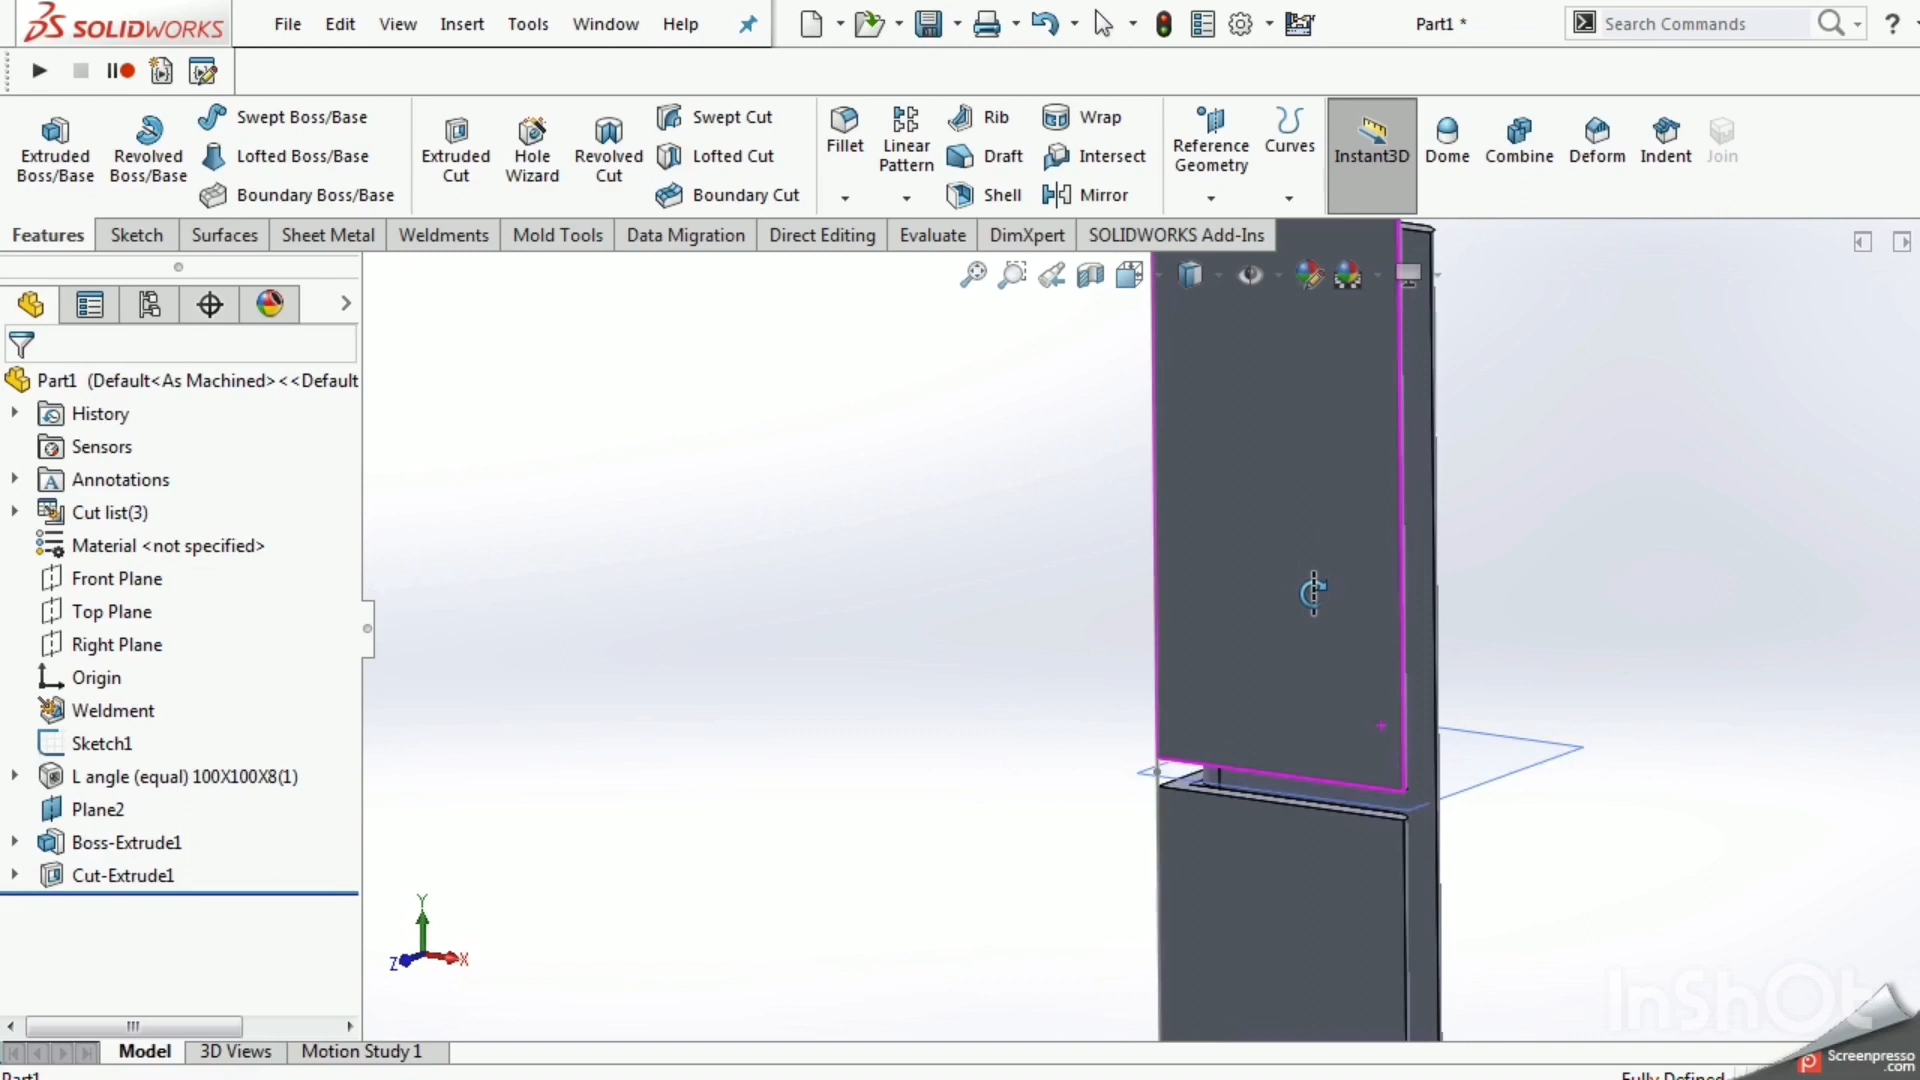 SOLIDWORKS
File Edit View Insert Tools Window Help
Part1 *
Search Commands
?
Extruded Boss/Base
Revolved Boss/Base
Swept Boss/Base
Lofted Boss/Base
Boundary Boss/Base
Extruded Cut
Hole Wizard
Revolved Cut
Swept Cut
Lofted Cut
Boundary Cut
Fillet
Linear Pattern
Rib
Draft
Shell
Wrap
Intersect
Mirror
Reference Geometry
Curves
Instant3D
Dome
Combine
Deform
Indent
Join
Features Sketch Surfaces Sheet Metal Weldments Mold Tools Data Migration Direct Editing Evaluate DimXpert SOLIDWORKS Add-Ins
Part1 (Default<As Machined><<Default
History
Sensors
Annotations
Cut list(3)
Material <not specified>
Front Plane
Top Plane
Right Plane
Origin
Weldment
Sketch1
L angle (equal) 100X100X8(1)
Plane2
Boss-Extrude1
Cut-Extrude1
Y
Z
X
Model 3D Views Motion Study 1
Part1
Fully Defined
InShOt
Screenpresso
.com